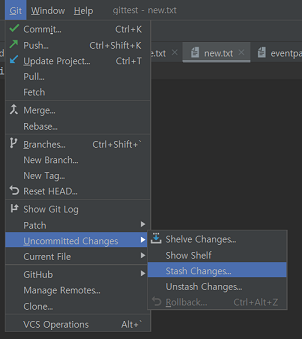 Git Window Help gittest - new.txt
Commit... Ctrl+K
Push... Ctrl+Shift+K
Update Project... Ctrl+T
Pull...
Fetch
Merge...
Rebase...
Branches... Ctrl+Shift+`
New Branch...
New Tag...
Reset HEAD...
Show Git Log
Patch
Uncommitted Changes
Current File
GitHub
Manage Remotes...
Clone...
VCS Operations Alt+`
e.txt
new.txt
eventpa
Shelve Changes...
Show Shelf
Stash Changes...
Unstash Changes...
Rollback... Ctrl+Alt+Z